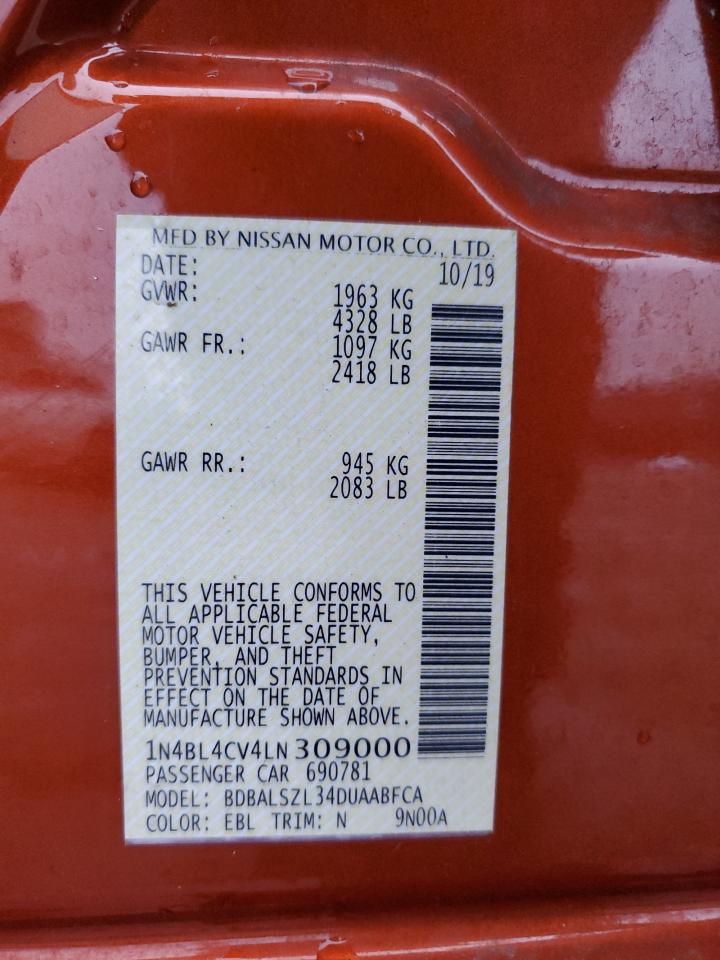 MFD BY NISSAN MOTOR CO., LTD.
DATE: 10/19
GVWR: 1963 KG
4328 LB
GAWR FR.: 1097 KG
2418 LB
GAWR RR.: 945 KG
2083 LB
THIS VEHICLE CONFORMS TO
ALL APPLICABLE FEDERAL
MOTOR VEHICLE SAFETY,
BUMPER, AND THEFT
PREVENTION STANDARDS IN
EFFECT ON THE DATE OF
MANUFACTURE SHOWN ABOVE.
1N4BL4CV4LN309000
PASSENGER CAR 690781
MODEL: BDBALSZL34DUAABFCA
COLOR: EBL TRIM: N 9N00A